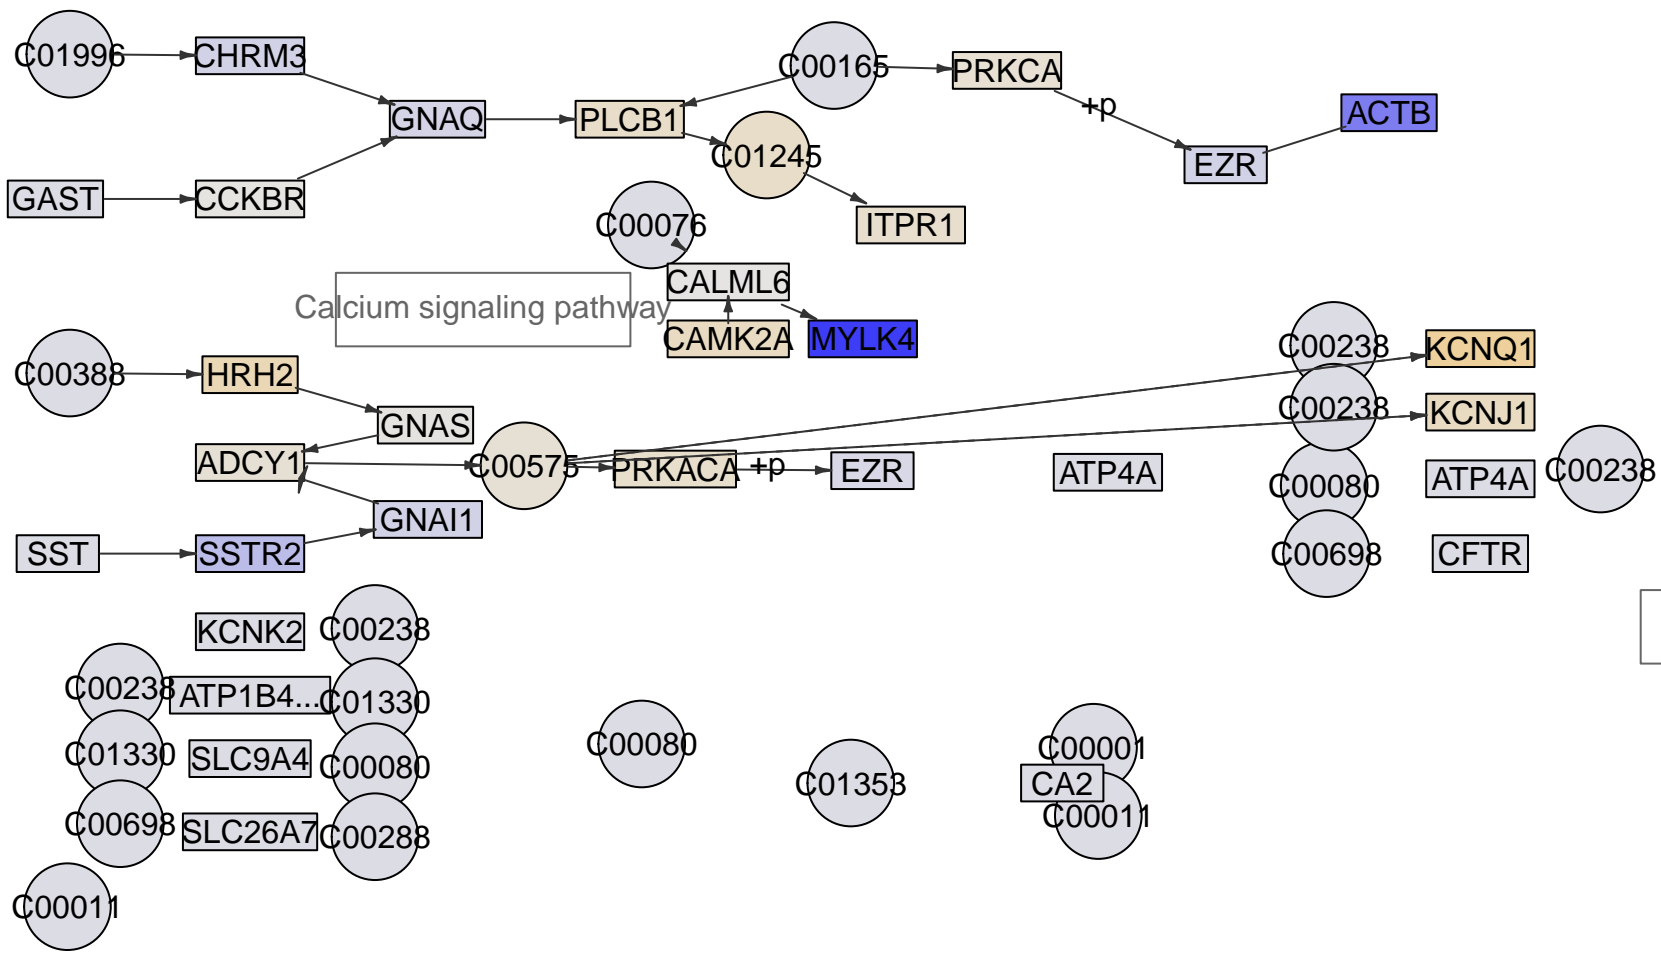 C01996
CHRM3
C00165
PRKCA
+p
ACTB
GNAQ
PLCB1
C01245
EZR
GAST
CCKBR
C00076
ITPR1
CALML6
Calcium signaling pathway
CAMK2A
MYLK4
C00238
KCNQ1
C00388
HRH2
C00238
KCNJ1
GNAS
ADCY1
C00575
PRKACA
+p
EZR
ATP4A
C00080
ATP4A
C00238
GNAI1
SST
SSTR2
C00698
CFTR
KCNK2
C00238
C00238
ATP1B4...
C01330
C01330
SLC9A4
C00080
C00080
C01353
C00001
CA2
C00011
C00698
SLC26A7
C00288
C00011